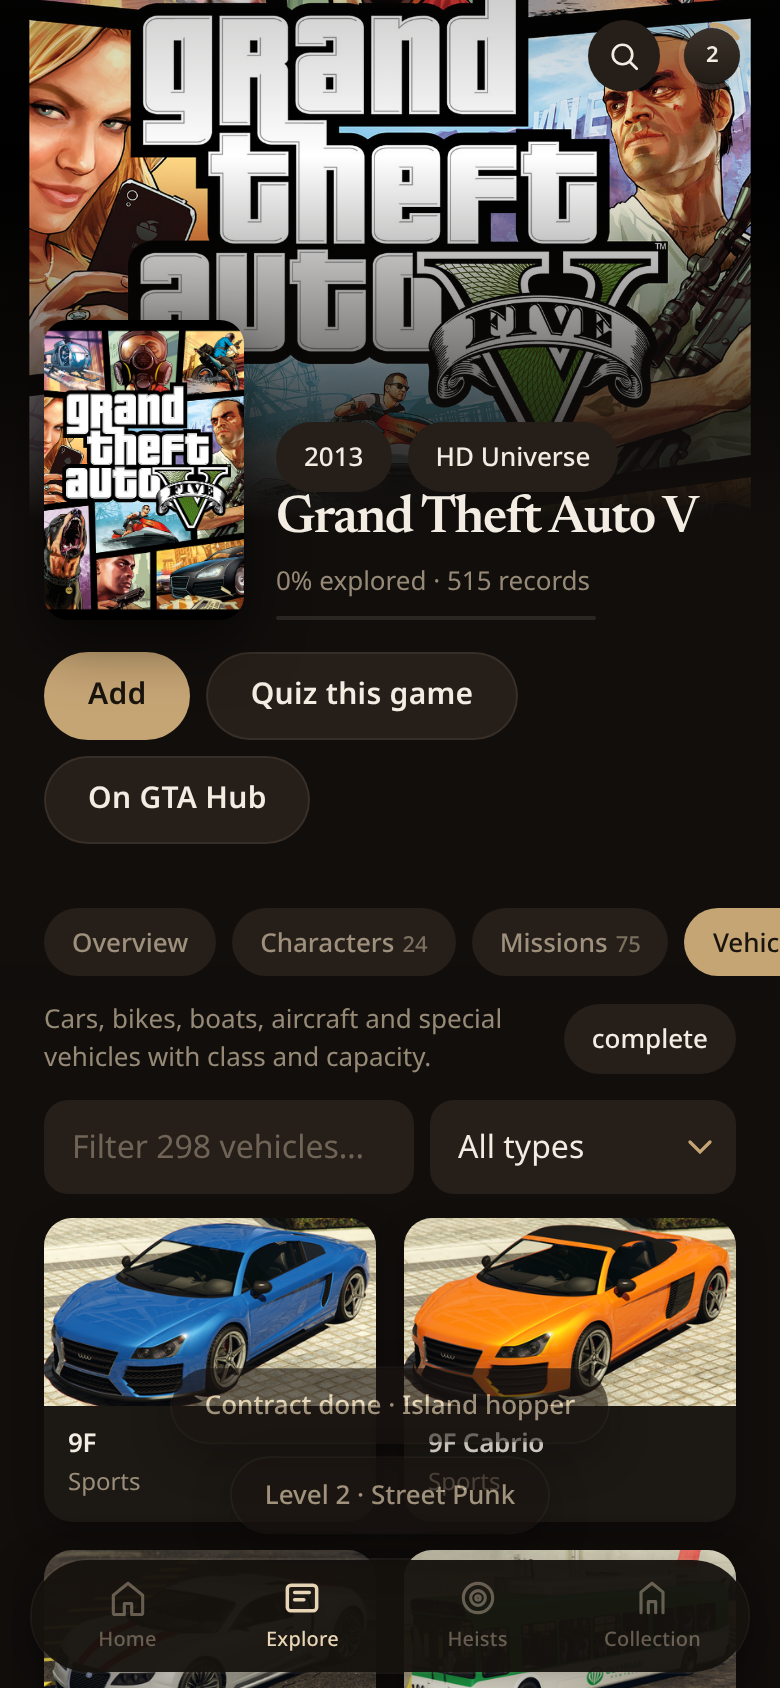 grand
theft
auto
FIVE
TM
2
grand
theft
auto
FIVE
2013
HD Universe
Grand Theft Auto V
0% explored · 515 records
Add
Quiz this game
On GTA Hub
Overview
Characters 24
Missions 75
Vehic
Cars, bikes, boats, aircraft and special
vehicles with class and capacity.
complete
Filter 298 vehicles...
All types
Contract done · Island hopper
9F
9F Cabrio
Sports
Sports
Level 2 · Street Punk
Home
Explore
Heists
Collection